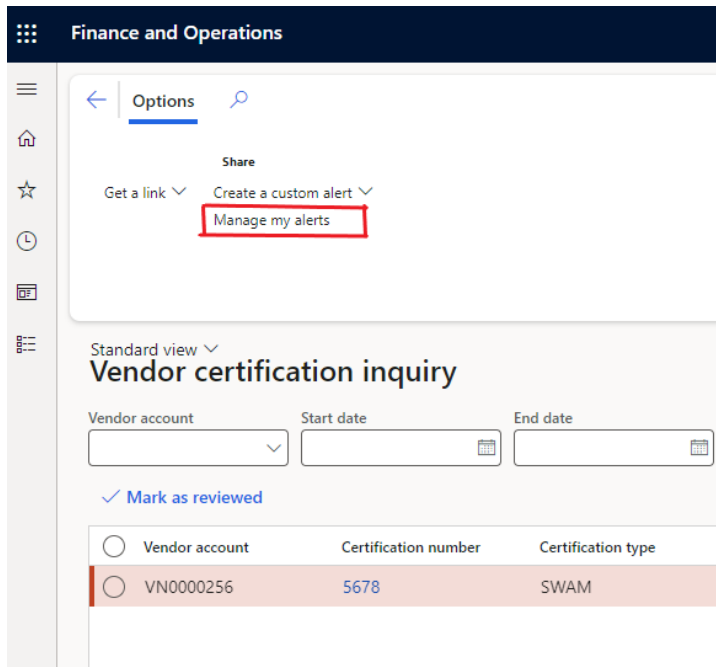 Finance and Operations
Options
Share
Get a link Create a custom alert
Manage my alerts
Standard view
Vendor certification inquiry
Vendor account Start date End date
Mark as reviewed
Vendor account Certification number Certification type
VN0000256 5678 SWAM